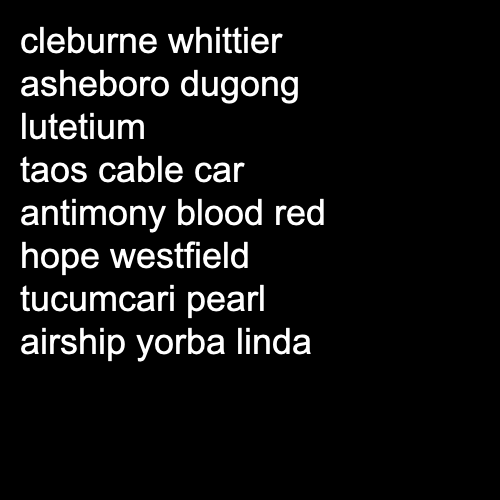 cleburne whittier
asheboro dugong
lutetium
taos cable car
antimony blood red
hope westfield
tucumcari pearl
airship yorba linda